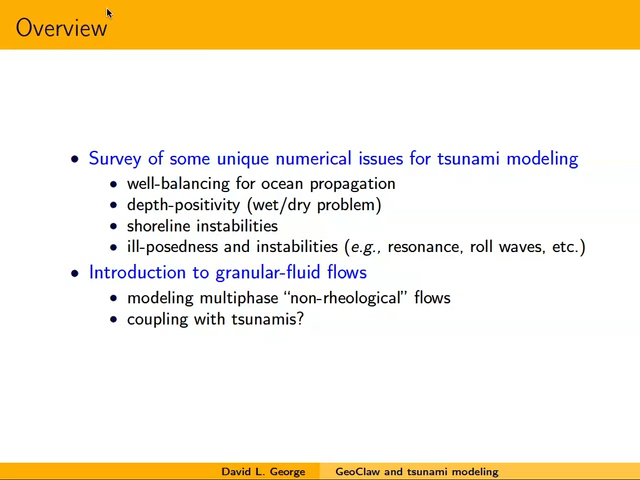 Overview
• Survey of some unique numerical issues for tsunami modeling
• well-balancing for ocean propagation
• depth-positivity (wet/dry problem)
• shoreline instabilities
• ill-posedness and instabilities (e.g., resonance, roll waves, etc.)
• Introduction to granular-fluid flows
• modeling multiphase “non-rheological” flows
• coupling with tsunamis?
David L. George GeoClaw and tsunami modeling